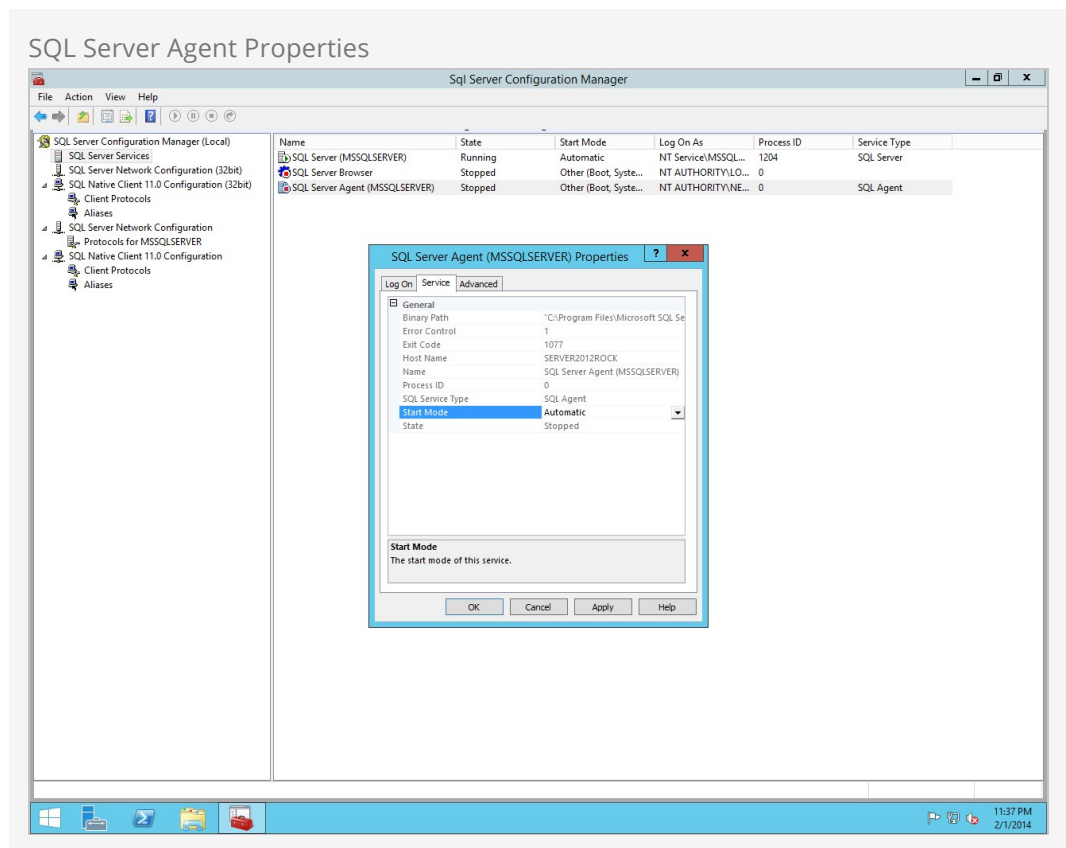 SQL Server Agent Properties
Sql Server Configuration Manager
File Action View Help
SQL Server Configuration Manager (Local)
SQL Server Services
SQL Server Network Configuration (32bit)
SQL Native Client 11.0 Configuration (32bit)
Client Protocols
Aliases
SQL Server Network Configuration
Protocols for MSSQLSERVER
SQL Native Client 11.0 Configuration
Client Protocols
Aliases
Name State Start Mode Log On As Process ID Service Type
SQL Server (MSSQLSERVER) Running Automatic NT Service\MSSQL... 1204 SQL Server
SQL Server Browser Stopped Other (Boot, Syste... NT AUTHORITY\LO... 0
SQL Server Agent (MSSQLSERVER) Stopped Other (Boot, Syste... NT AUTHORITY\NE... 0 SQL Agent
SQL Server Agent (MSSQLSERVER) Properties
? x
Log On Service Advanced
General
Binary Path "C:\Program Files\Microsoft SQL Se
Error Control 1
Exit Code 1077
Host Name SERVER2012ROCK
Name SQL Server Agent (MSSQLSERVER)
Process ID 0
SQL Service Type SQL Agent
Start Mode Automatic
State Stopped
Start Mode
The start mode of this service.
OK Cancel Apply Help
11:37 PM
2/1/2014